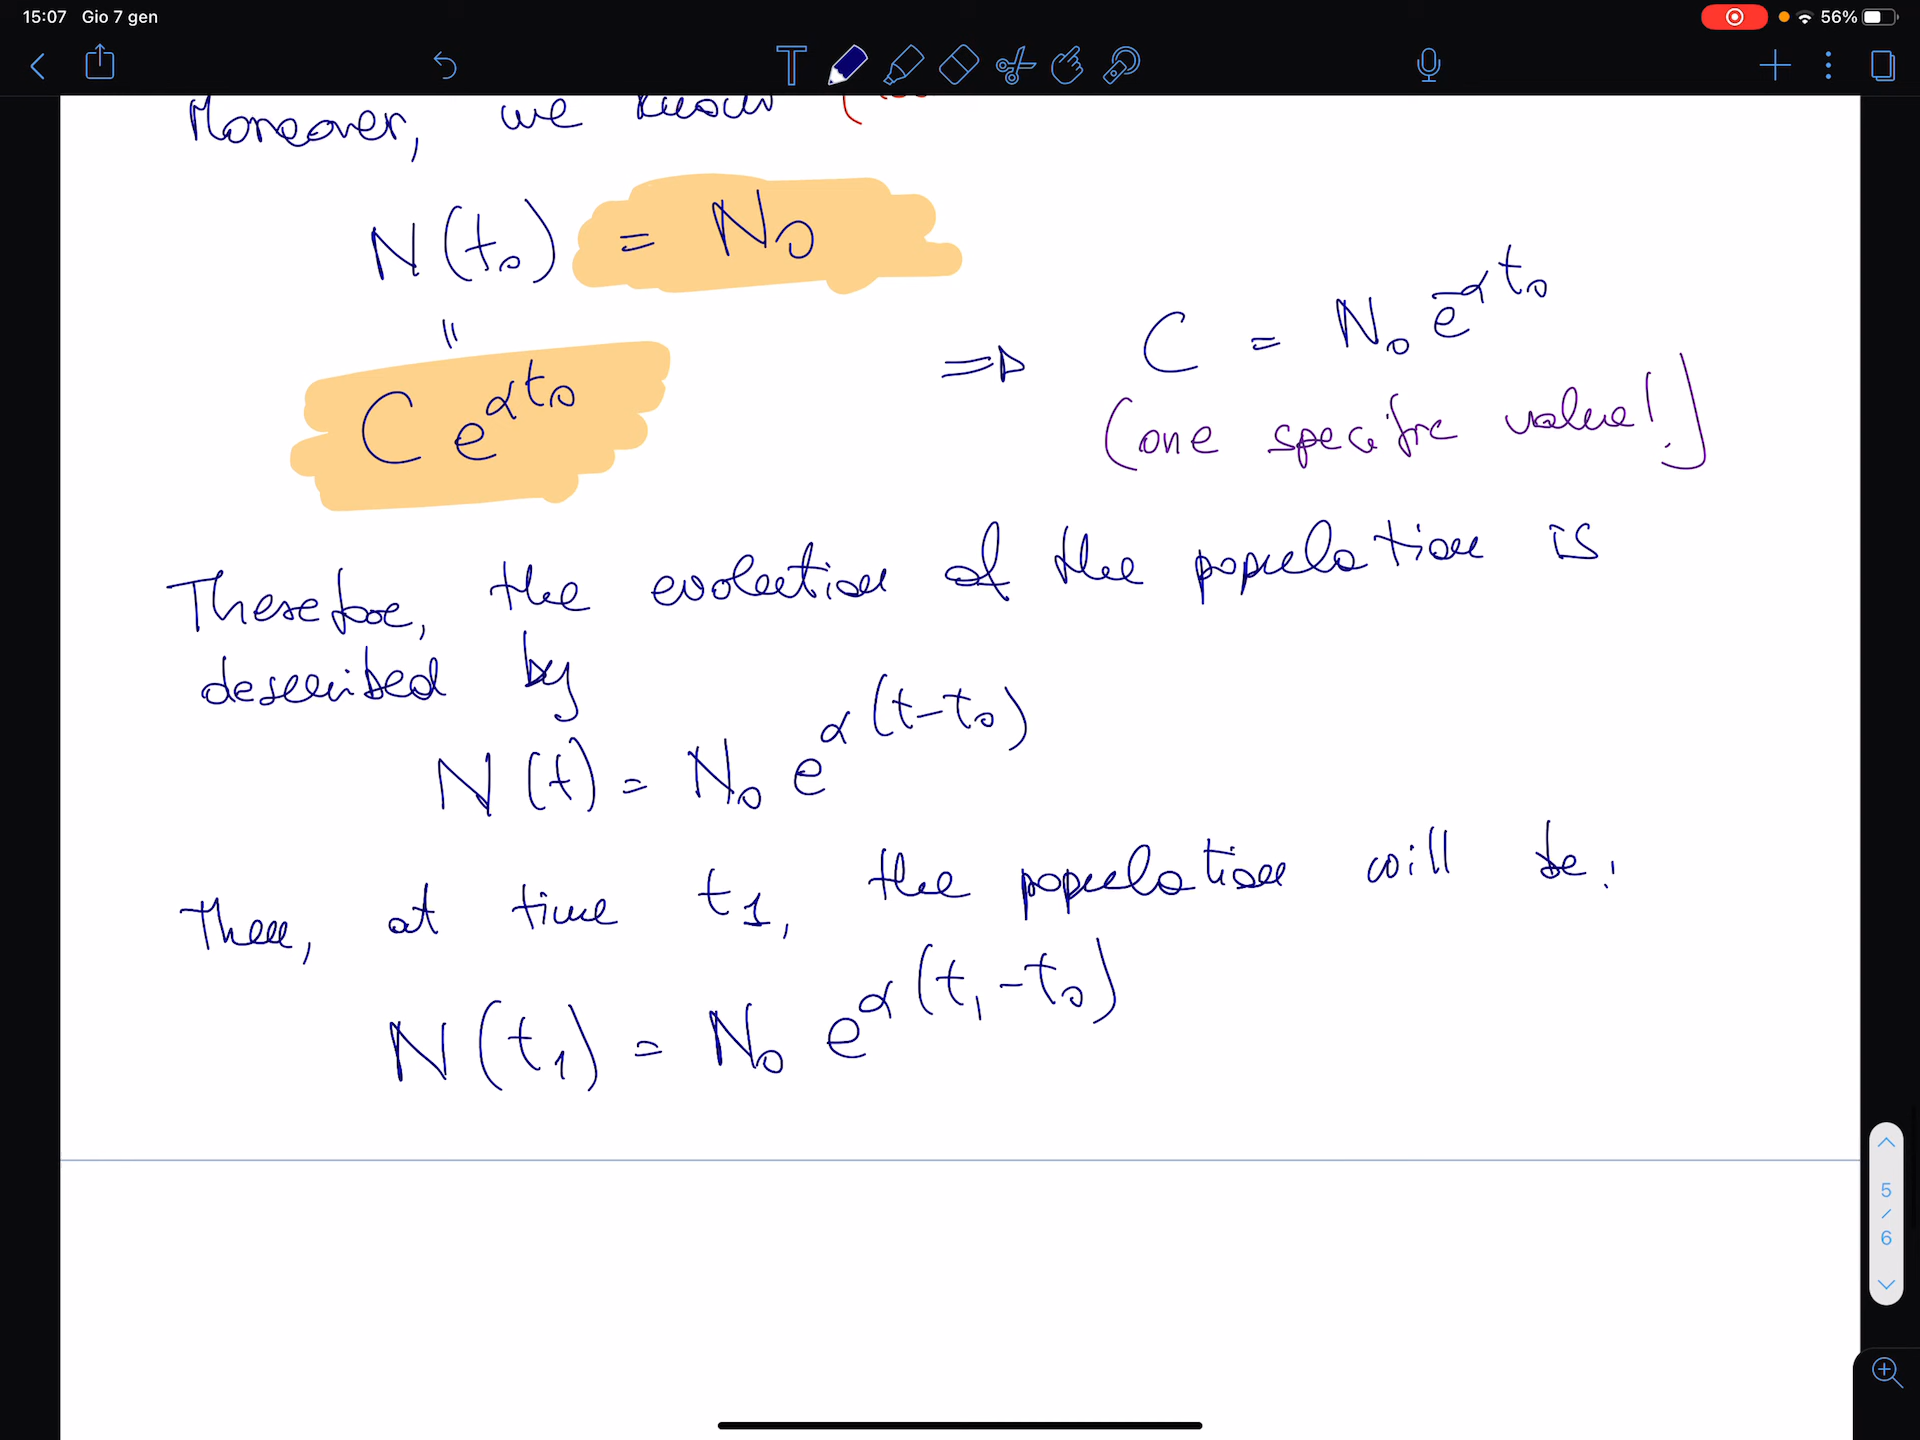 15:07 Gio 7 gen 56%
Moreover, we know (
N(t₀) = N₀
=
C e^{αt₀} ⇒ C = N₀ e^{-αt₀}
(one specific value!)
Therefore, the evolution of the population is
described by
N(t) = N₀ e^{α(t-t₀)}
Then, at time t₁, the population will be:
N(t₁) = N₀ e^{α(t₁-t₀)}
5
/
6